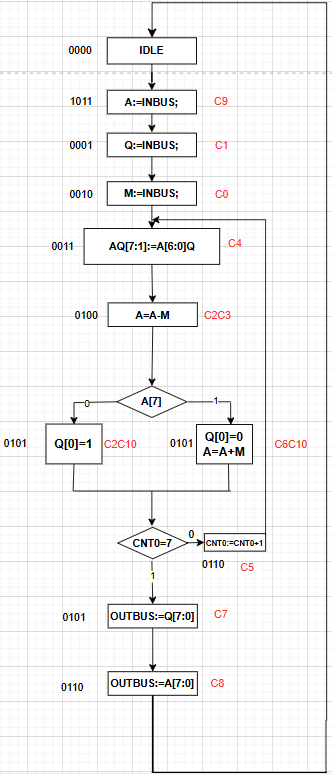 0000 IDLE
1011 A:=INBUS; C9
0001 Q:=INBUS; C1
0010 M:=INBUS; C0
0011 AQ[7:1]:=A[6:0]Q C4
0100 A=A-M C2C3
A[7]
0 1
0101 Q[0]=1 C2C10
0101 Q[0]=0 C6C10
A=A+M
CNT0=7 0 CNT0:=CNT0+1
0110
C5
1
0101 OUTBUS:=Q[7:0] C7
0110 OUTBUS:=A[7:0] C8